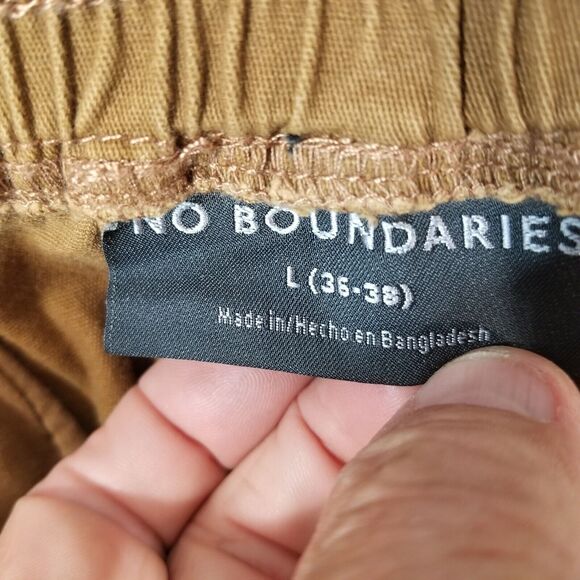 NO BOUNDARIES
L (36-38)
Made in/Hecho en Bangladesh